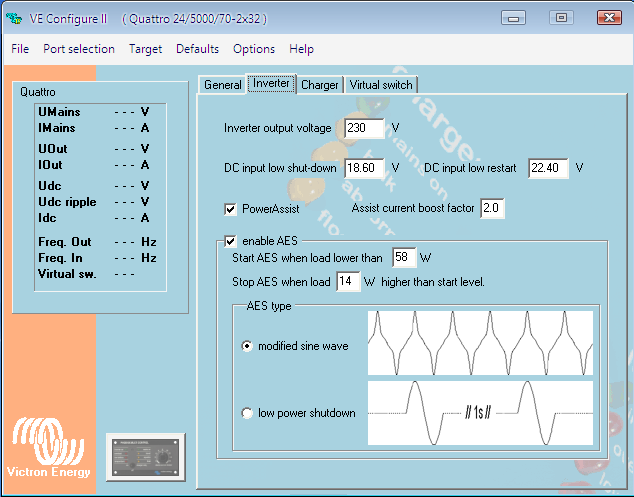 VE Configure II ( Quattro 24/5000/70-2x32 )
File Port selection Target Defaults Options Help
Quattro
UMains - - - V
IMains - - - A
UOut - - - V
IOut - - - A
Udc - - - V
Udc ripple - - - V
Idc - - - A
Freq. Out - - - Hz
Freq. In - - - Hz
Virtual sw. - - -
Victron Energy
General Inverter Charger Virtual switch
Inverter output voltage 230 V
DC input low shut-down 18.60 V DC input low restart 22.40 V
PowerAssist Assist current boost factor 2.0
enable AES
Start AES when load lower than 58 W
Stop AES when load 14 W higher than start level.
AES type
modified sine wave
low power shutdown // 1s //